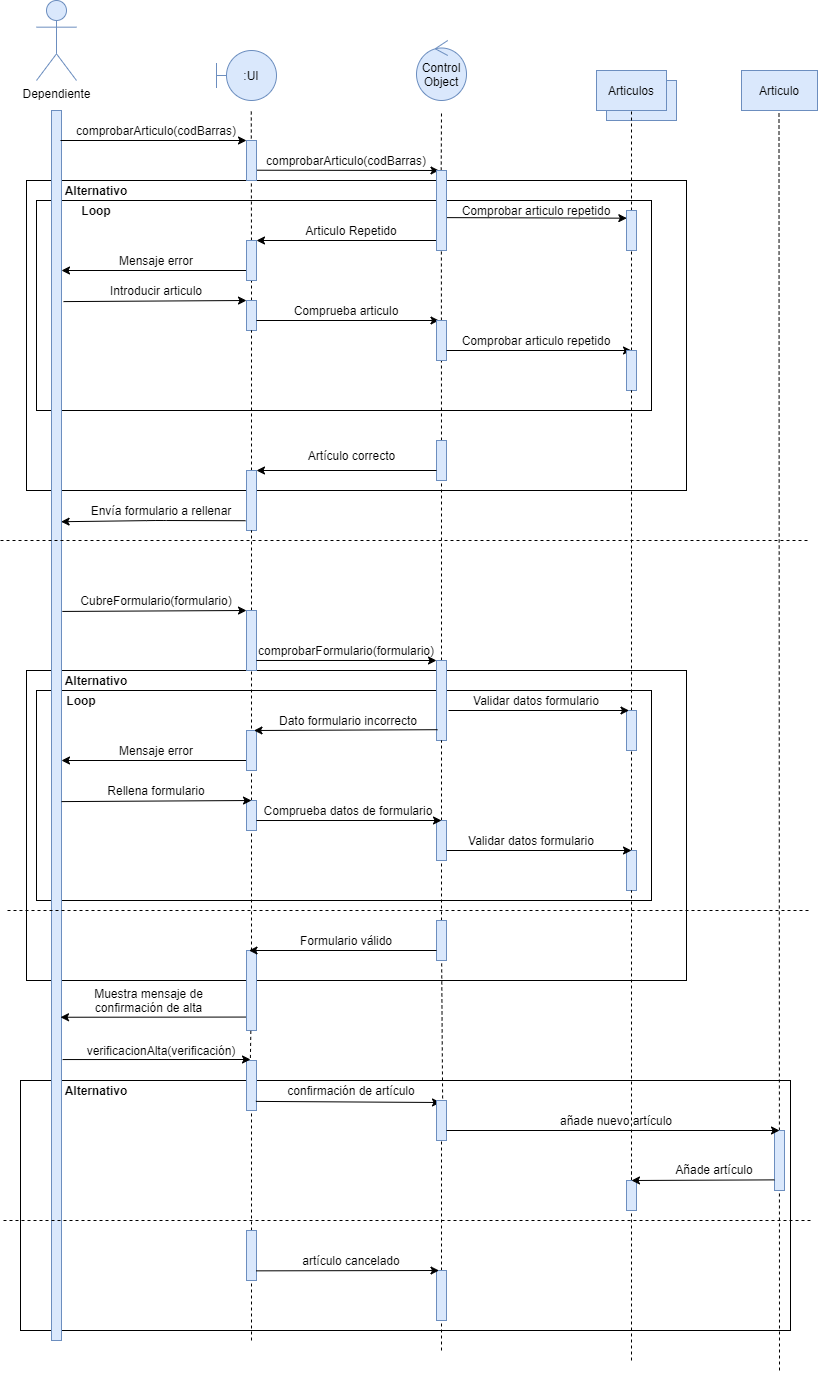 Dependiente
:UI
Control
Object
Articulos
Articulo
comprobarArticulo(codBarras)
comprobarArticulo(codBarras)
Alternativo
Loop
Comprobar articulo repetido
Articulo Repetido
Mensaje error
Introducir articulo
Comprueba articulo
Comprobar articulo repetido
Artículo correcto
Envía formulario a rellenar
CubreFormulario(formulario)
comprobarFormulario(formulario)
Alternativo
Loop
Validar datos formulario
Dato formulario incorrecto
Mensaje error
Rellena formulario
Comprueba datos de formulario
Validar datos formulario
Formulario válido
Muestra mensaje de
confirmación de alta
verificacionAlta(verificación)
Alternativo
confirmación de artículo
añade nuevo artículo
Añade artículo
artículo cancelado